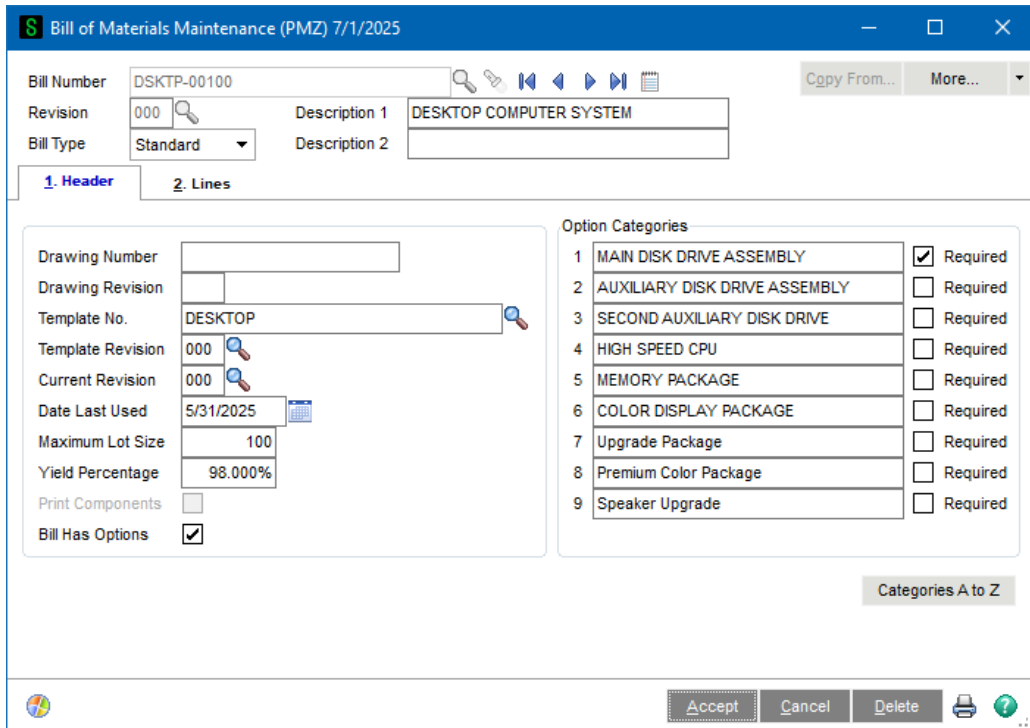 S Bill of Materials Maintenance (PMZ) 7/1/2025
Bill Number DSKTP-00100 Copy From... More...
Revision 000 Description 1 DESKTOP COMPUTER SYSTEM
Bill Type Standard Description 2
1. Header 2. Lines
Option Categories
Drawing Number 1 MAIN DISK DRIVE ASSEMBLY Required
Drawing Revision 2 AUXILIARY DISK DRIVE ASSEMBLY Required
Template No. DESKTOP 3 SECOND AUXILIARY DISK DRIVE Required
Template Revision 000 4 HIGH SPEED CPU Required
Current Revision 000 5 MEMORY PACKAGE Required
Date Last Used 5/31/2025 6 COLOR DISPLAY PACKAGE Required
Maximum Lot Size 100 7 Upgrade Package Required
Yield Percentage 98.000% 8 Premium Color Package Required
Print Components 9 Speaker Upgrade Required
Bill Has Options
Categories A to Z
Accept Cancel Delete